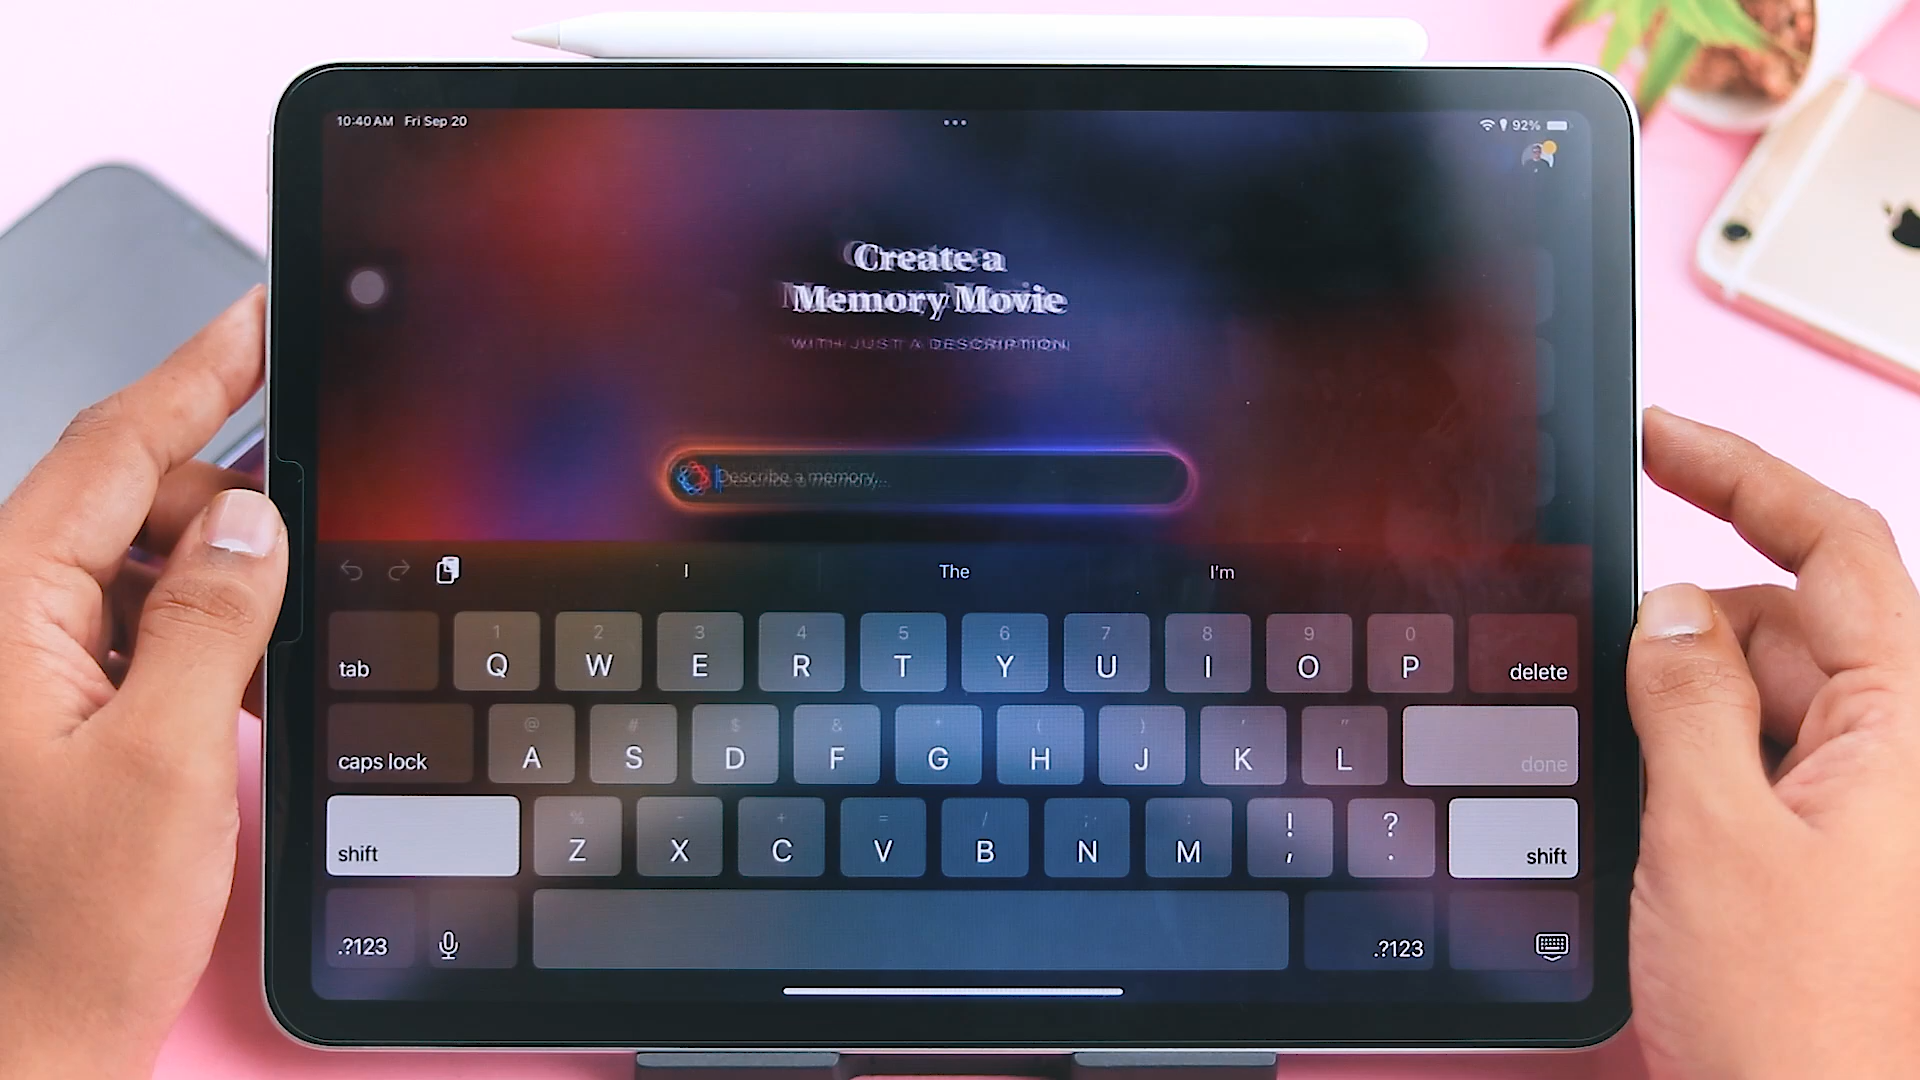 10:40 AM Fri Sep 20
92%
Create a
Memory Movie
WITH JUST A DESCRIPTION
Describe a memory...
I The I'm
tab 1 Q 2 W 3 E 4 R 5 T 6 Y 7 U 8 I 9 O 0 P delete
caps lock @ A # S $ D & F * G ( H ) J ' K " L done
shift % Z - X + C = V / B ; N : M ! , ? . shift
.?123 .?123